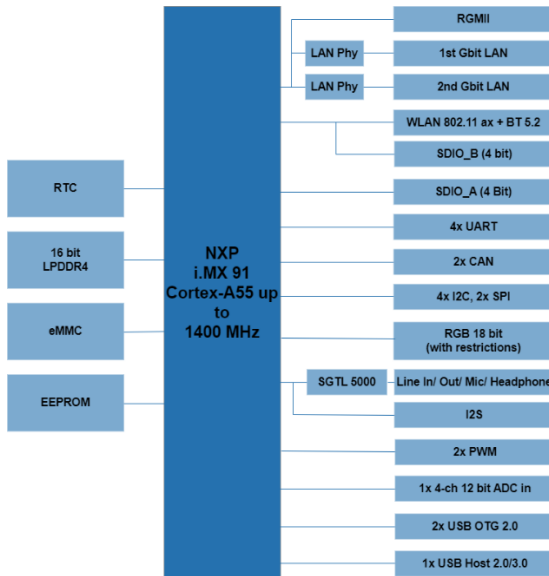 RTC
16 bit
LPDDR4
eMMC
EEPROM
NXP
i.MX 91
Cortex-A55 up
to
1400 MHz
RGMII
LAN Phy
1st Gbit LAN
LAN Phy
2nd Gbit LAN
WLAN 802.11 ax + BT 5.2
SDIO_B (4 bit)
SDIO_A (4 Bit)
4x UART
2x CAN
4x I2C, 2x SPI
RGB 18 bit
(with restrictions)
SGTL 5000
Line In/ Out/ Mic/ Headphone
I2S
2x PWM
1x 4-ch 12 bit ADC in
2x USB OTG 2.0
1x USB Host 2.0/3.0